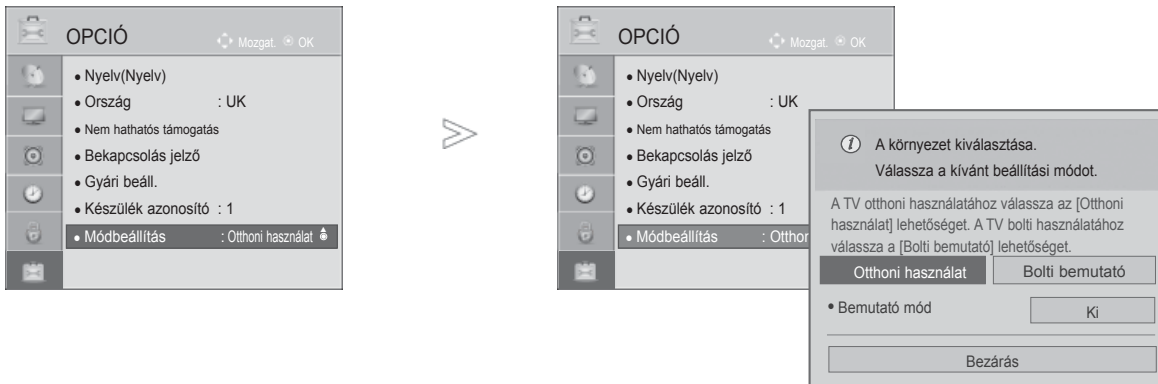 OPCIÓ
Mozgat. OK
• Nyelv(Nyelv)
• Ország : UK
• Nem hathatós támogatás
• Bekapcsolás jelző
• Gyári beáll.
• Készülék azonosító : 1
• Módbeállítás : Otthoni használat
OPCIÓ
Mozgat. OK
• Nyelv(Nyelv)
• Ország : UK
• Nem hathatós támogatás
• Bekapcsolás jelző
• Gyári beáll.
• Készülék azonosító : 1
• Módbeállítás : Otthon
A környezet kiválasztása.
Válassza a kívánt beállítási módot.
A TV otthoni használatához válassza az [Otthoni
használat] lehetőséget. A TV bolti használatához
válassza a [Bolti bemutató] lehetőséget.
Otthoni használat Bolti bemutató
• Bemutató mód Ki
Bezárás